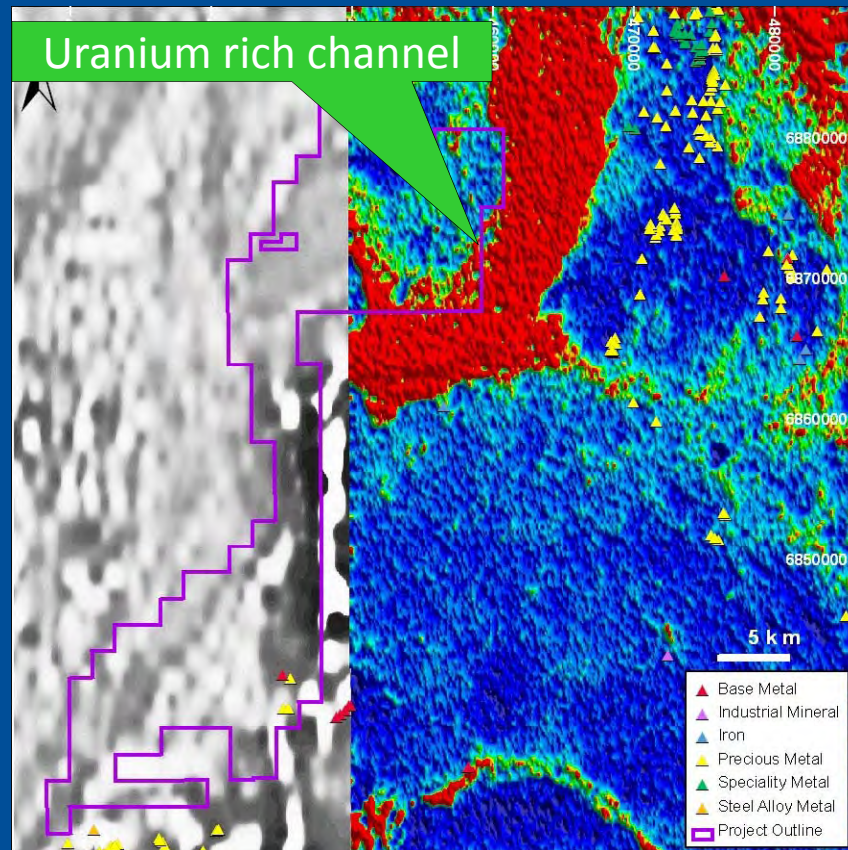 Uranium rich channel
470000
480000
6880000
6870000
6860000
6850000
5 km
Base Metal
Industrial Mineral
Iron
Precious Metal
Speciality Metal
Steel Alloy Metal
Project Outline